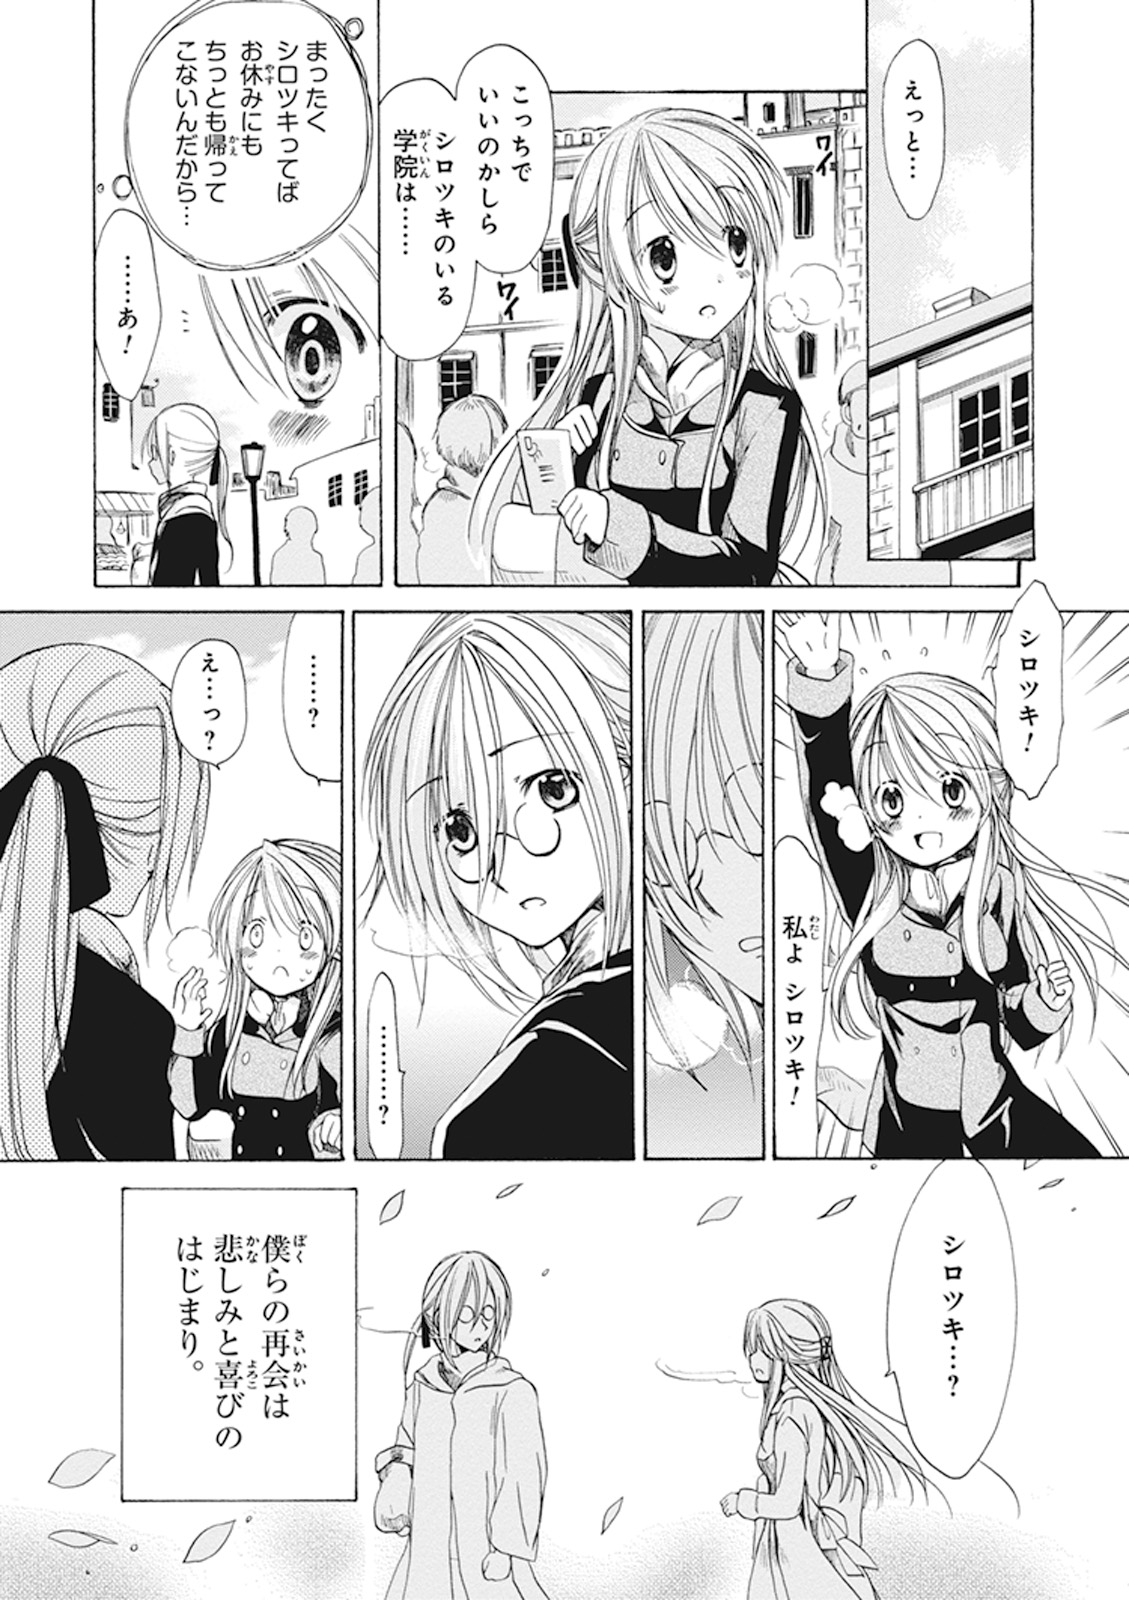 えっと…
こっちで
いいのかしら
シロツキのいる
学院は……
ワイ
ワイ
まったく
シロツキってば
お休みにも
ちっとも帰って
こないんだから…
……あ！
シロツキ！
私よ シロツキ！
………？
……？
え…っ？
シロツキ……？
僕らの再会は
悲しみと喜びの
はじまり。